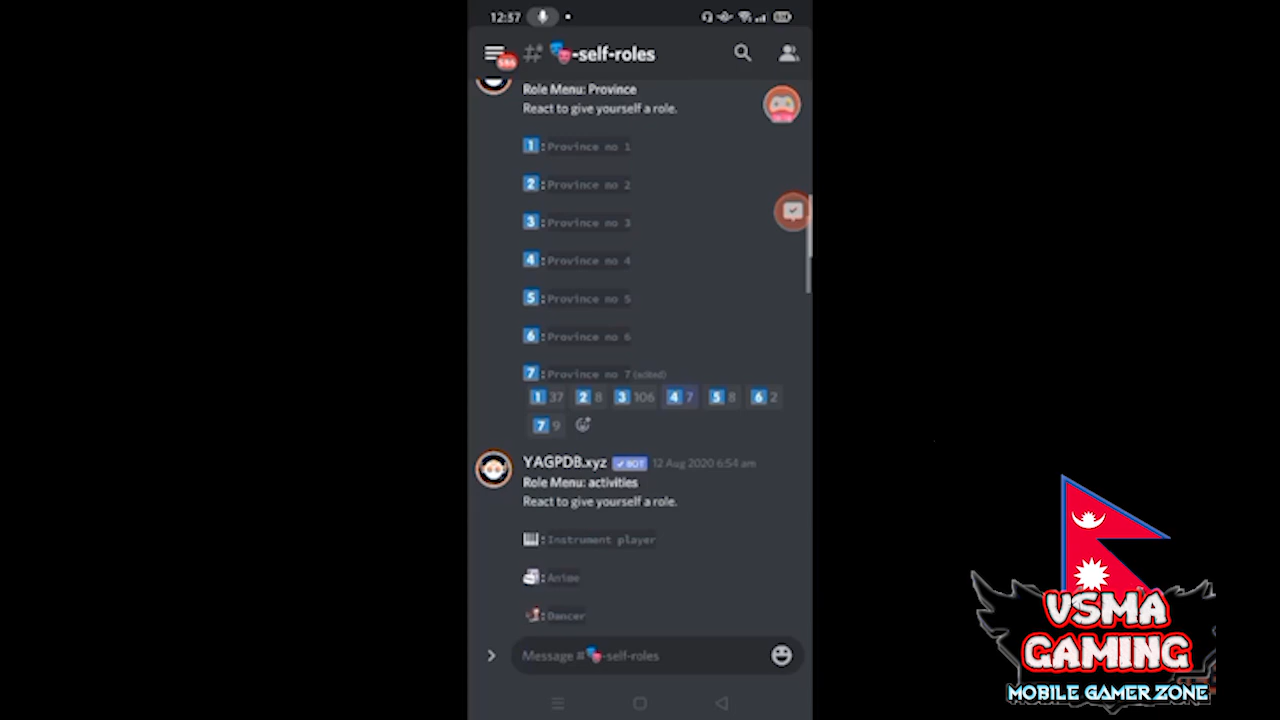 12:37
-self-roles
586
Role Menu: Province
React to give yourself a role.
1:Province no 1
2:Province no 2
3:Province no 3
4:Province no 4
5:Province no 5
6:Province no 6
7:Province no 7 (edited)
1 37 2 8 3 106 4 7 5 8 6 2
7 9
YAGPDB.xyz BOT 12 Aug 2020 6:54 am
Role Menu: activities
React to give yourself a role.
:Instrument player
:Anime
:Dancer
Message #-self-roles
VSMA
GAMING
MOBILE GAMER ZONE